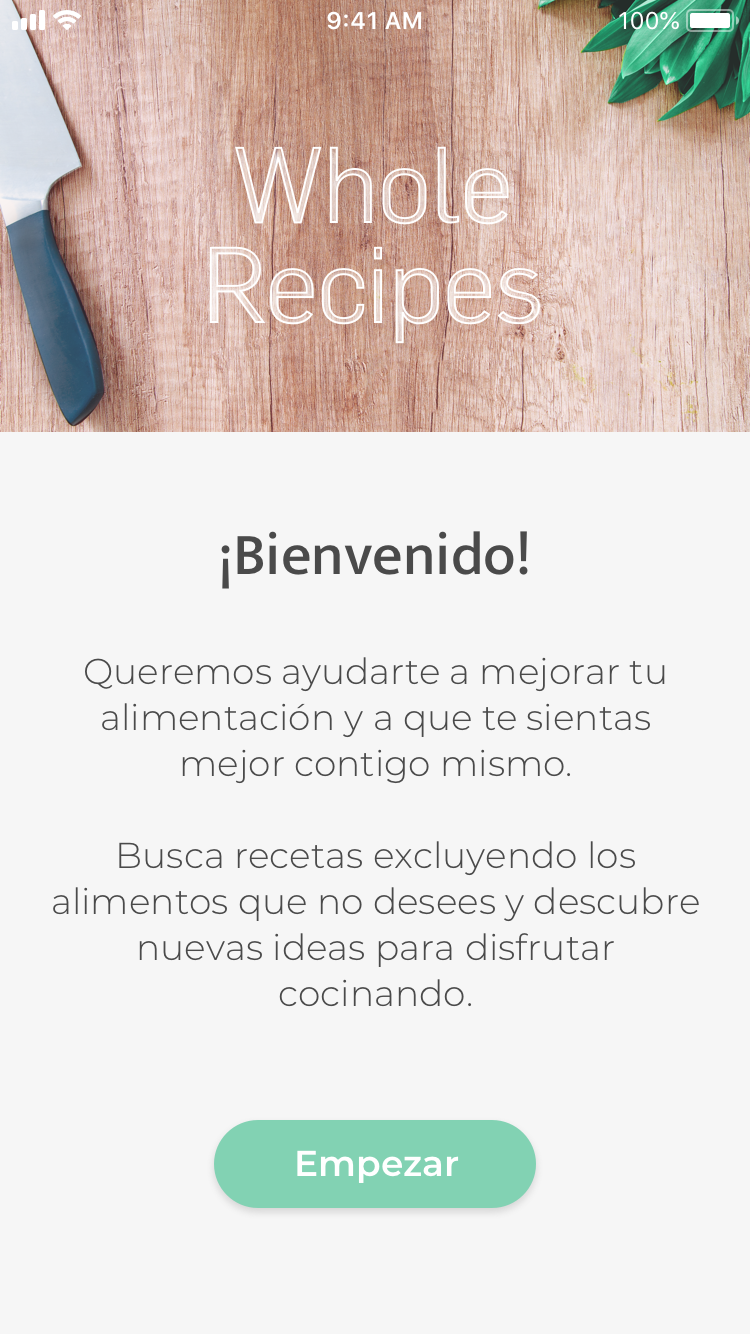 9:41 AM 100%
Whole
Recipes
¡Bienvenido!
Queremos ayudarte a mejorar tu
alimentación y a que te sientas
mejor contigo mismo.
Busca recetas excluyendo los
alimentos que no desees y descubre
nuevas ideas para disfrutar
cocinando.
Empezar